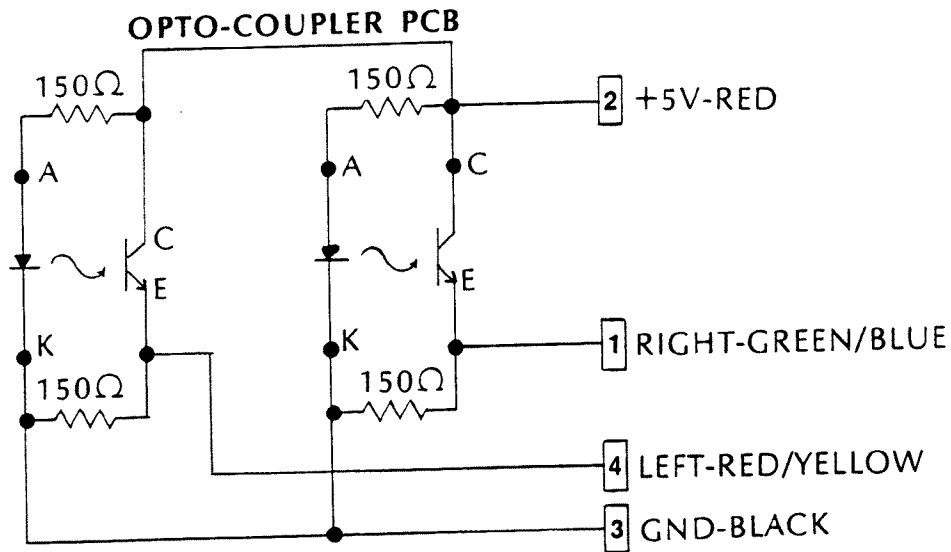 OPTO-COUPLER PCB
150Ω
150Ω
2 +5V-RED
A
A
C
C
E
E
K
K
1 RIGHT-GREEN/BLUE
150Ω
150Ω
4 LEFT-RED/YELLOW
3 GND-BLACK